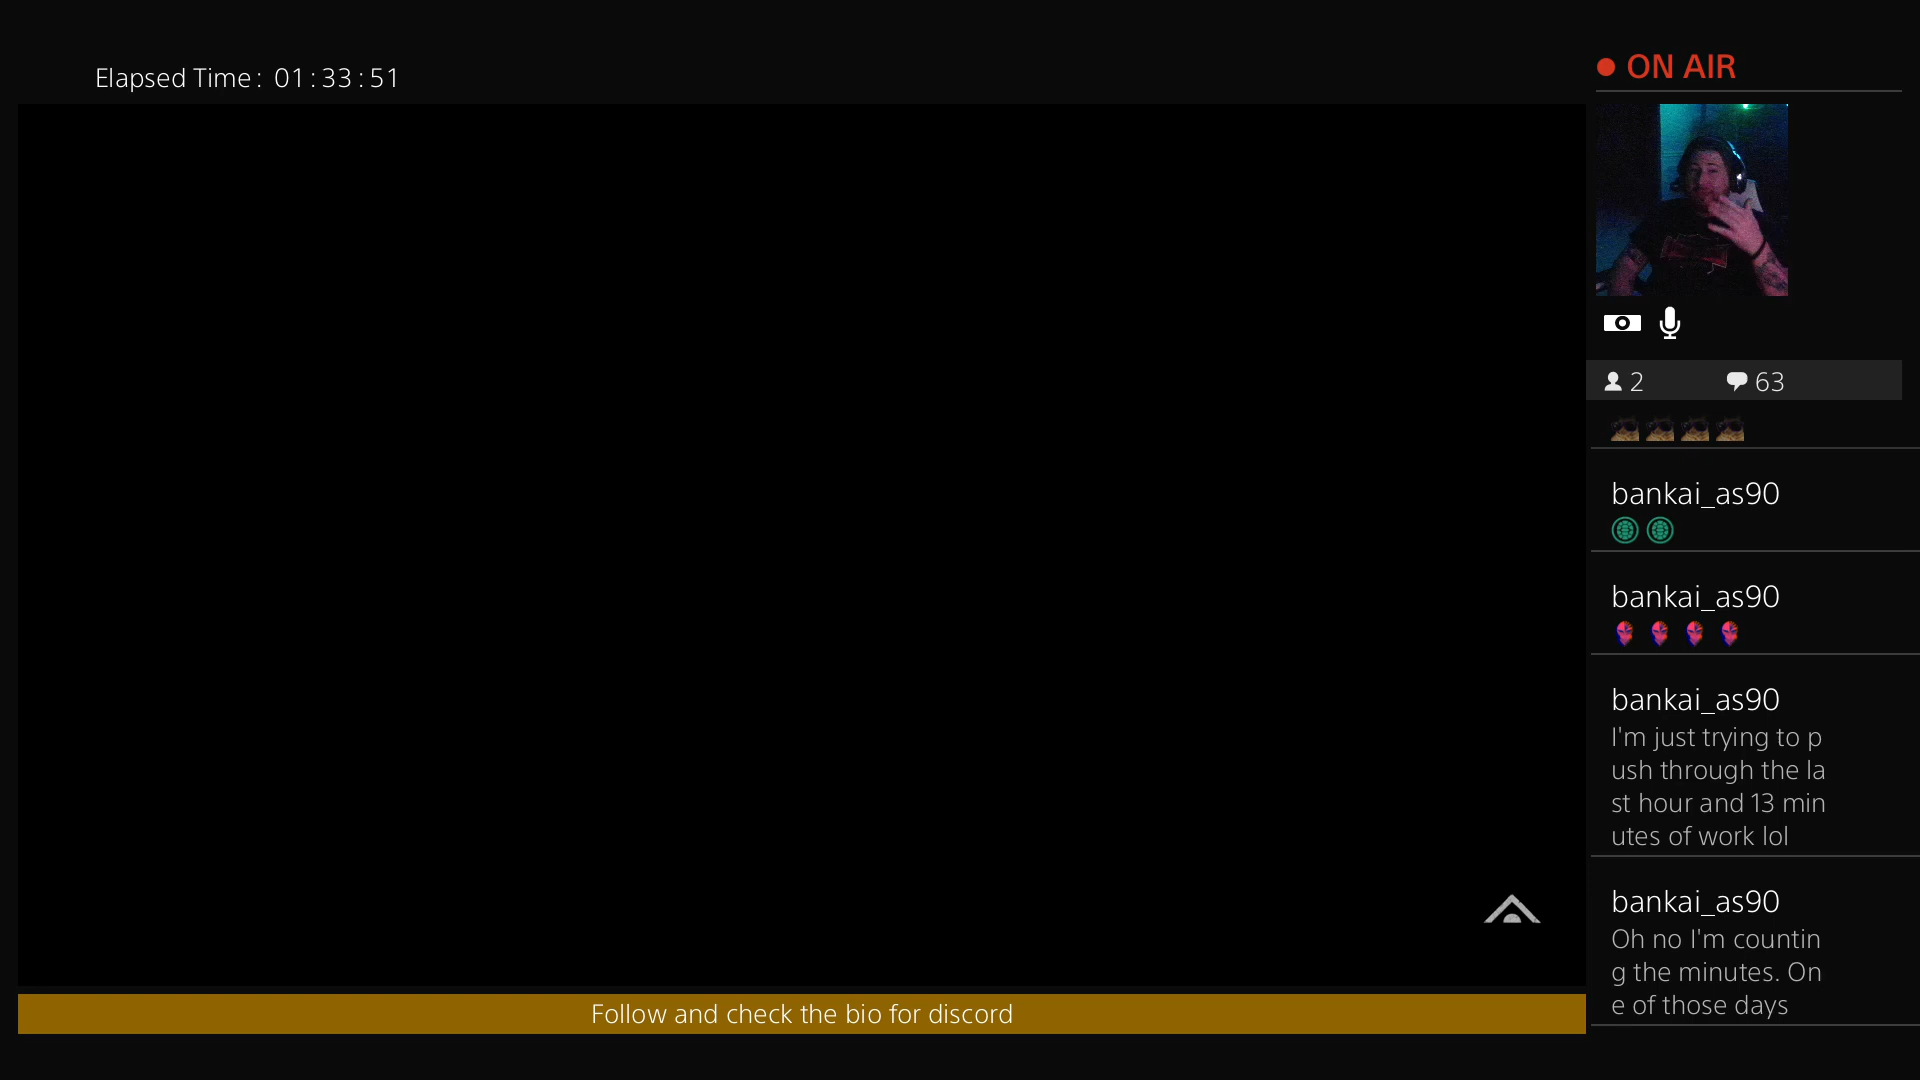 Elapsed Time: 01:33:51
ON AIR
2
63
bankai_as90
bankai_as90
bankai_as90
I'm just trying to p
ush through the la
st hour and 13 min
utes of work lol
bankai_as90
Oh no I'm countin
g the minutes. On
e of those days
Follow and check the bio for discord